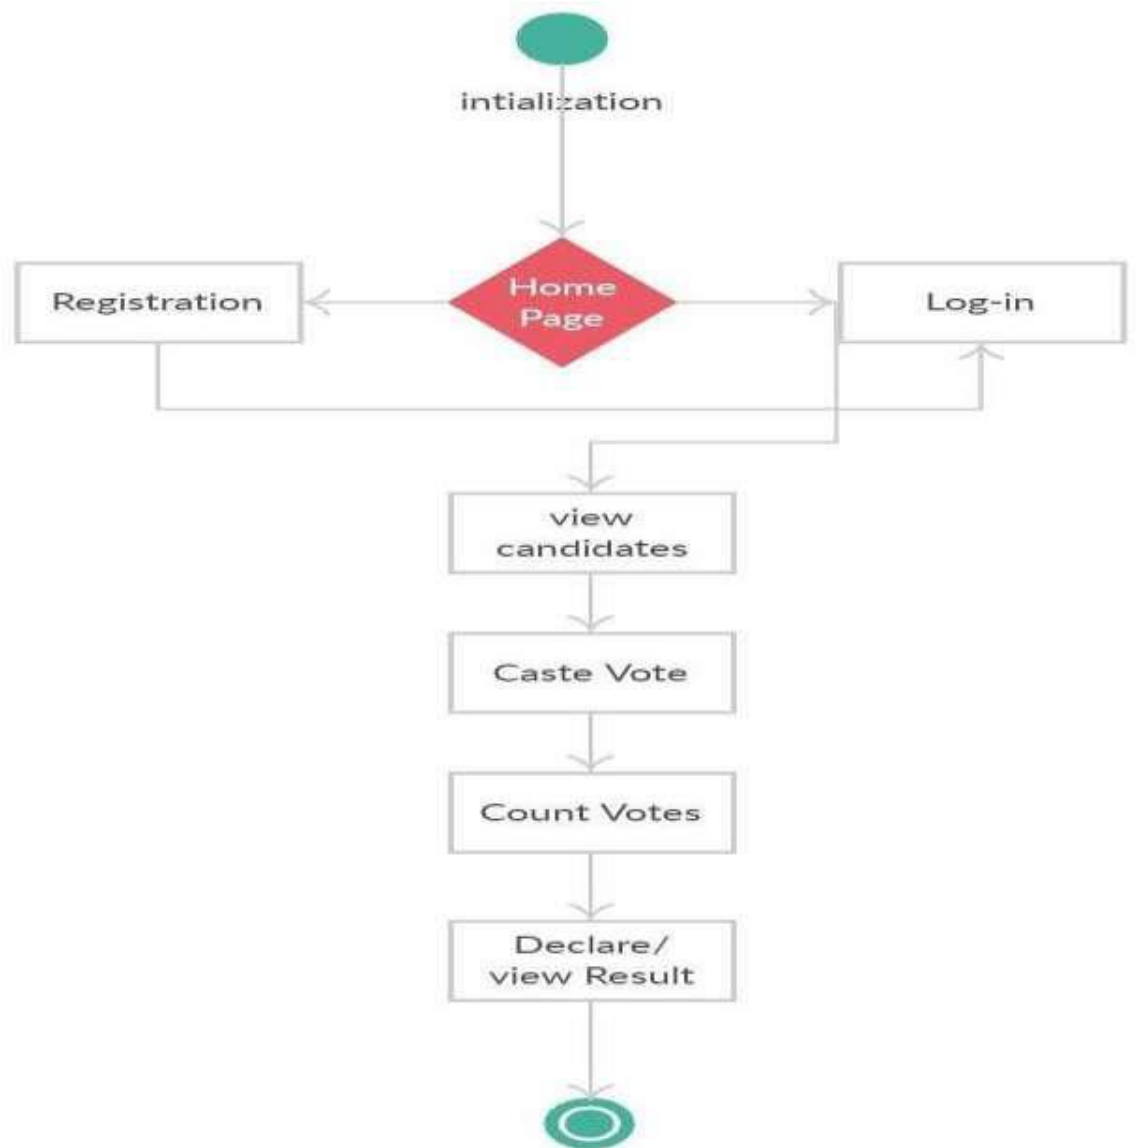 intialization
Home
Page
Registration
Log-in
view
candidates
Caste Vote
Count Votes
Declare/
view Result